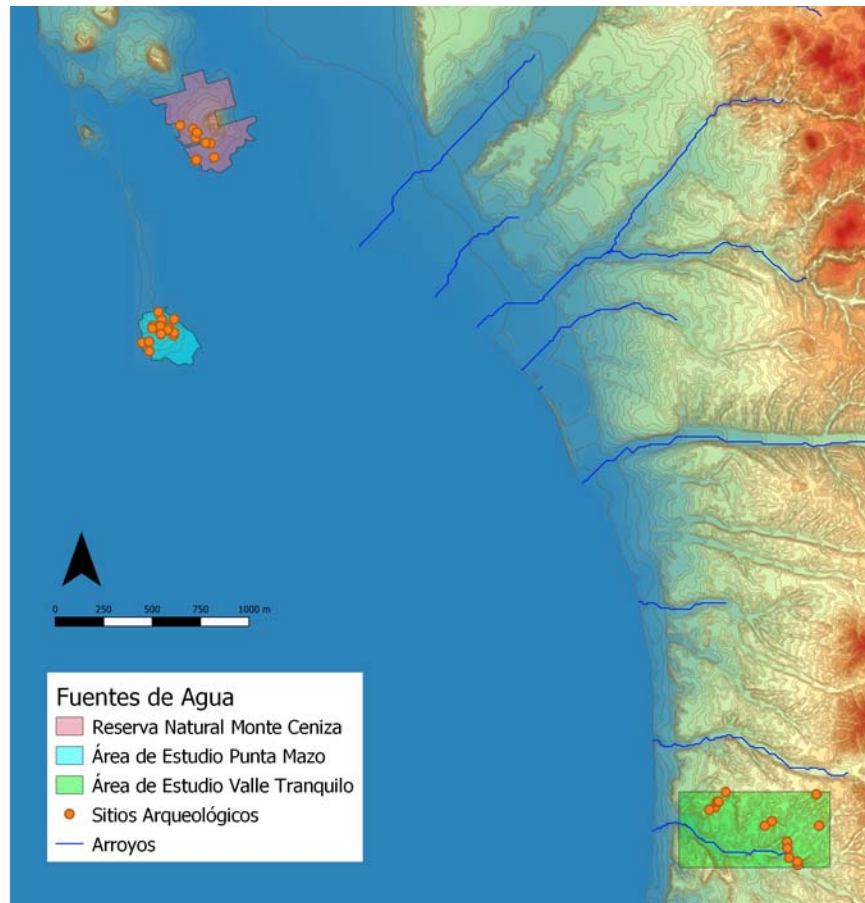 0 250 500 750 1000 m
Fuentes de Agua
Reserva Natural Monte Ceniza
Área de Estudio Punta Mazo
Área de Estudio Valle Tranquilo
Sitios Arqueológicos
Arroyos